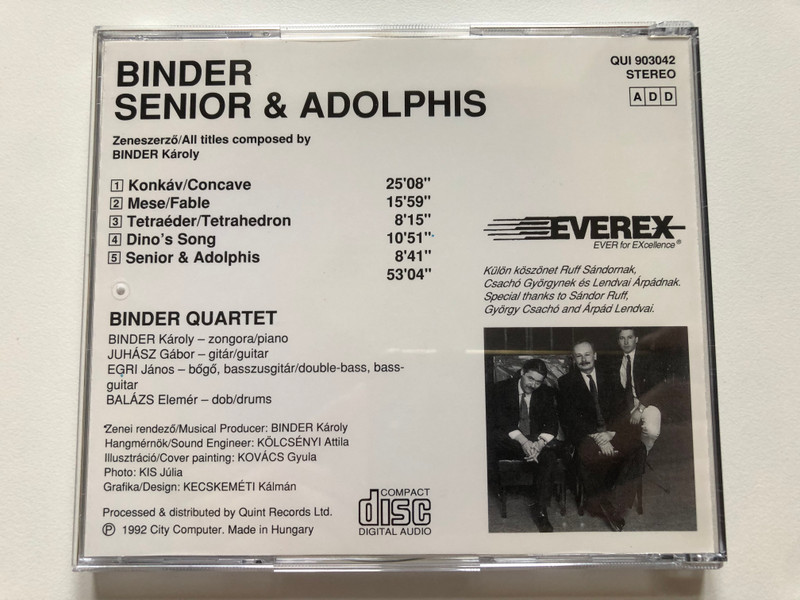 BINDER
SENIOR & ADOLPHIS
QUI 903042
STEREO
A D D
Zeneszerző/All titles composed by
BINDER Károly
1 Konkáv/Concave 25'08"
2 Mese/Fable 15'59"
3 Tetraéder/Tetrahedron 8'15"
4 Dino's Song 10'51"
5 Senior & Adolphis 8'41"
53'04"
EVEREX
EVER for EXcellence®
Külön köszönet Ruff Sándornak,
Csachó Györgynek és Lendvai Árpádnak.
Special thanks to Sándor Ruff,
György Csachó and Árpád Lendvai.
BINDER QUARTET
BINDER Károly – zongora/piano
JUHÁSZ Gábor – gitár/guitar
EGRI János – bőgő, basszusgitár/double-bass, bass-
guitar
BALÁZS Elemér – dob/drums
Zenei rendező/Musical Producer: BINDER Károly
Hangmérnök/Sound Engineer: KÖLCSÉNYI Attila
Illusztráció/Cover painting: KOVÁCS Gyula
Photo: KIS Júlia
Grafika/Design: KECSKEMÉTI Kálmán
Processed & distributed by Quint Records Ltd.
℗ 1992 City Computer. Made in Hungary
COMPACT
disc
DIGITAL AUDIO